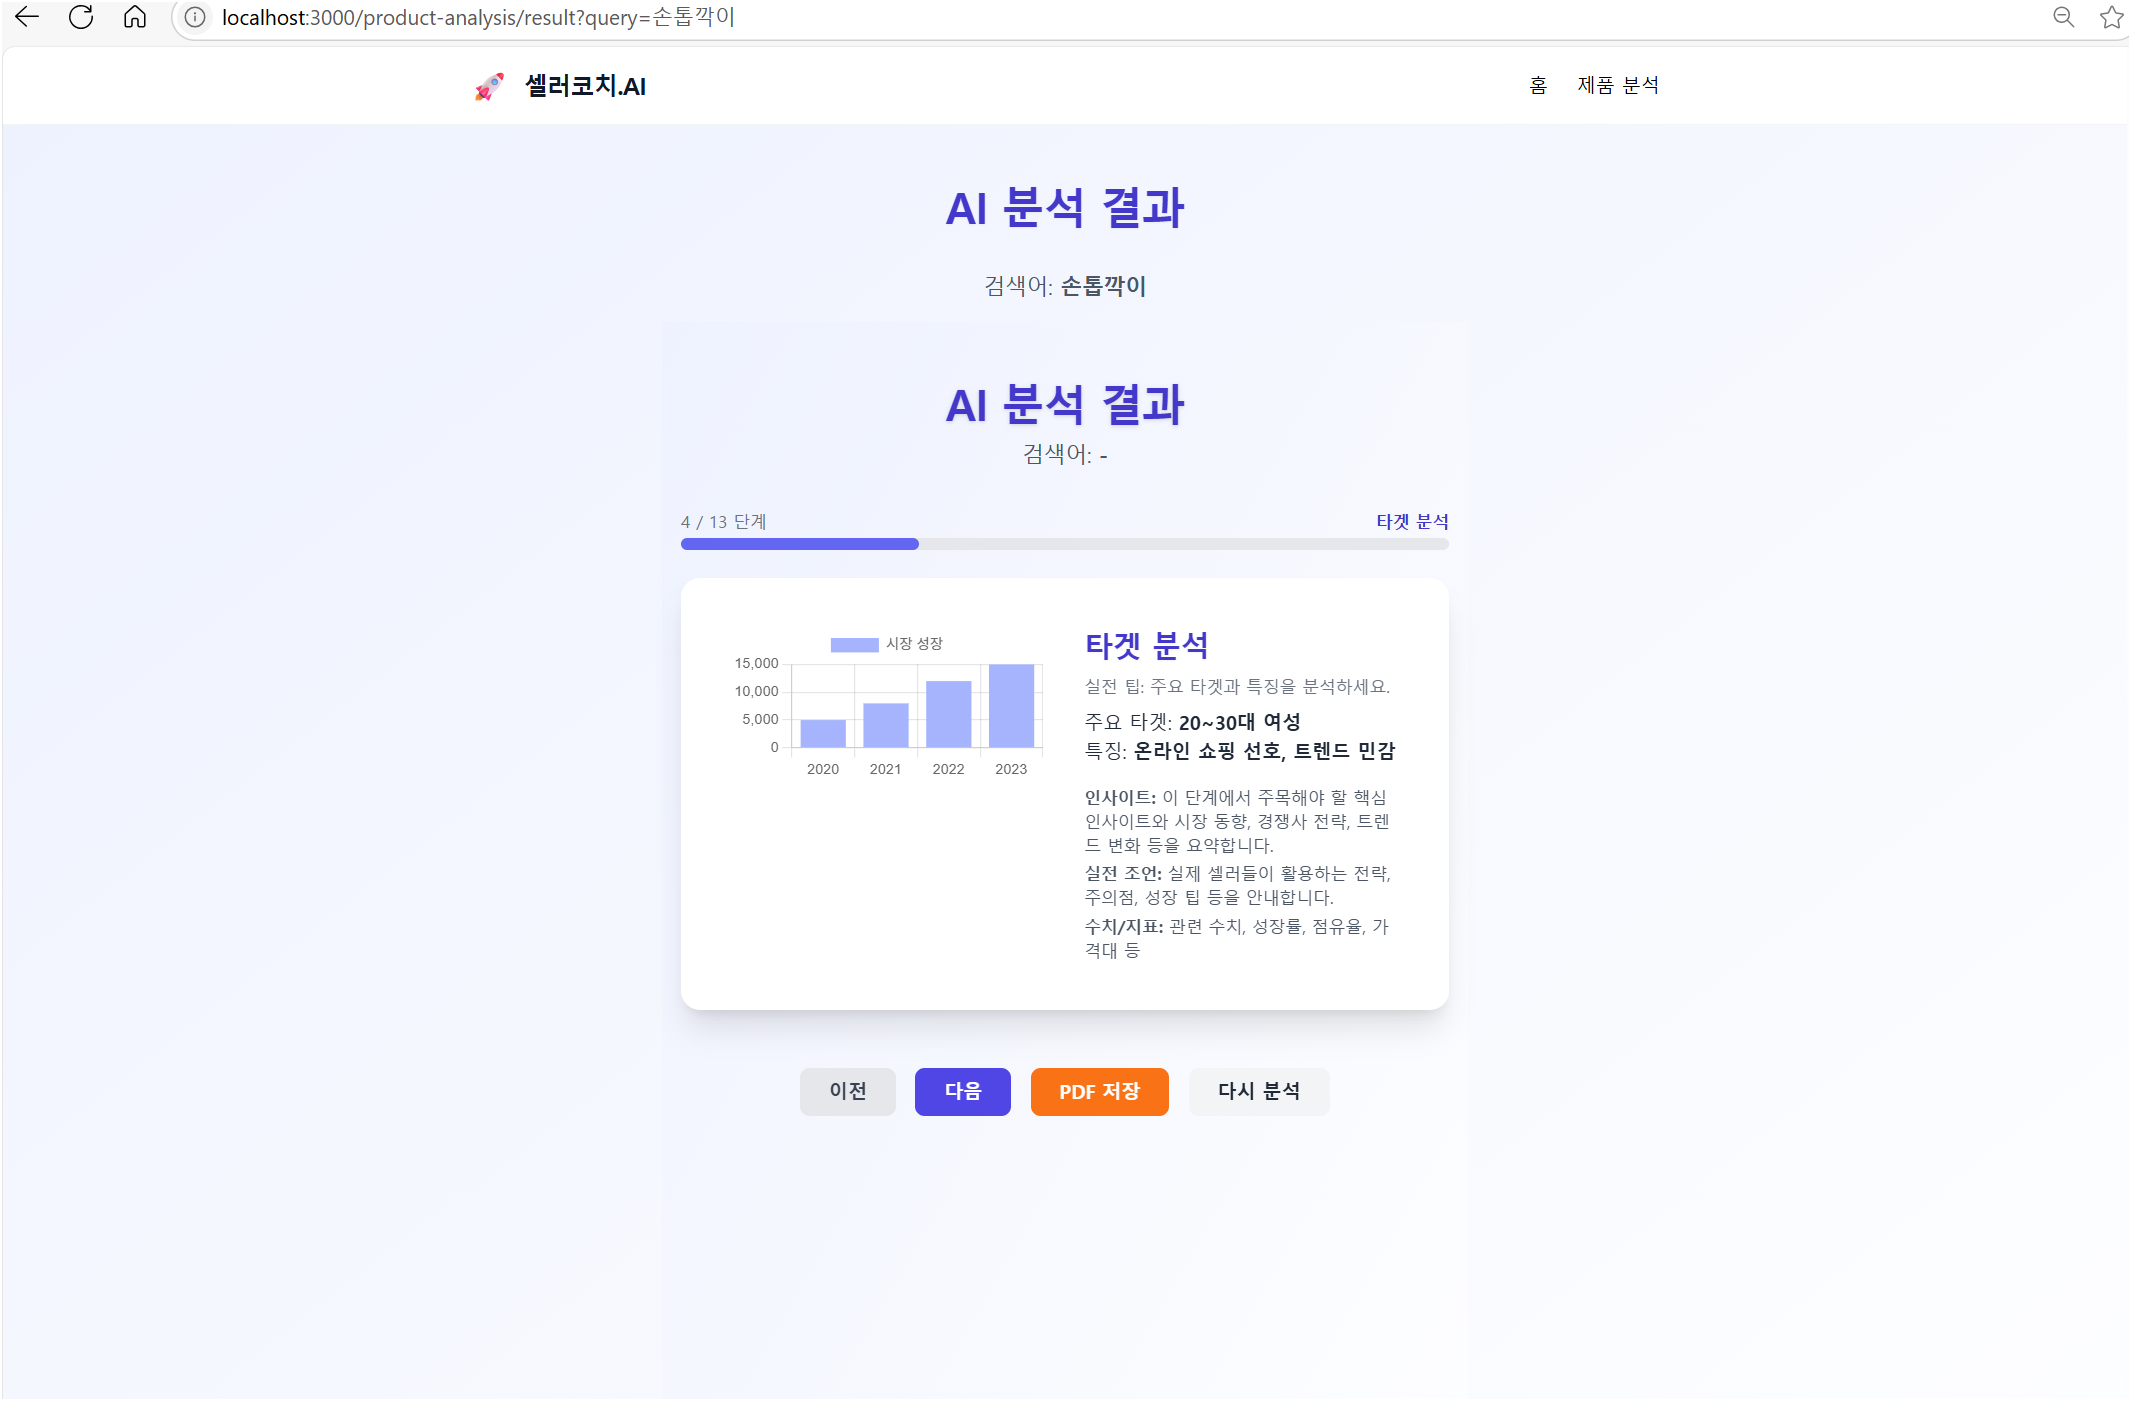 localhost:3000/product-analysis/result?query=손톱깍이
셀러코치.AI
홈 제품 분석
AI 분석 결과
검색어: 손톱깍이
AI 분석 결과
검색어: -
4 / 13 단계
타겟 분석
시장 성장
15,000
10,000
5,000
0
2020 2021 2022 2023
타겟 분석
실전 팁: 주요 타겟과 특징을 분석하세요.
주요 타겟: 20~30대 여성
특징: 온라인 쇼핑 선호, 트렌드 민감
인사이트: 이 단계에서 주목해야 할 핵심
인사이트와 시장 동향, 경쟁사 전략, 트렌
드 변화 등을 요약합니다.
실전 조언: 실제 셀러들이 활용하는 전략,
주의점, 성장 팁 등을 안내합니다.
수치/지표: 관련 수치, 성장률, 점유율, 가
격대 등
이전 다음 PDF 저장 다시 분석